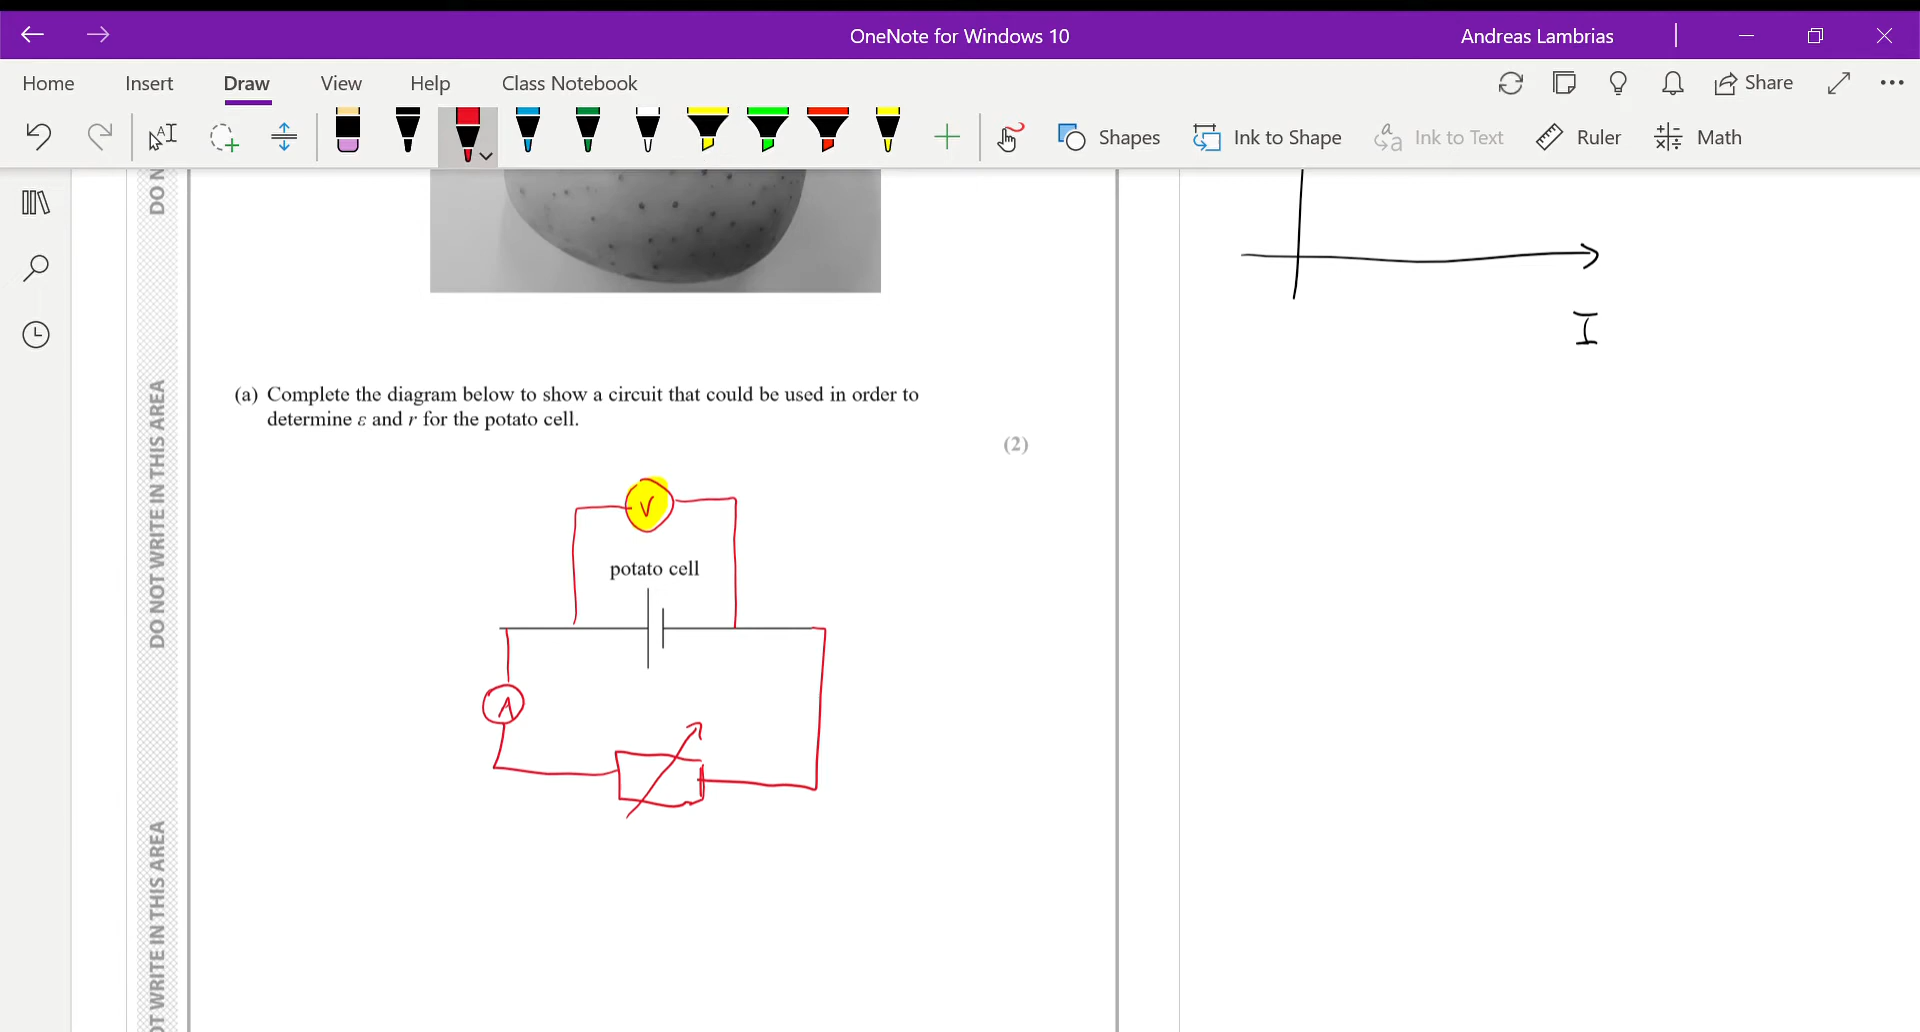 OneNote for Windows 10
Andreas Lambrias
Home
Insert
Draw
View
Help
Class Notebook
Share
Shapes
Ink to Shape
Ink to Text
Ruler
Math
DO N
DO NOT WRITE IN THIS AREA
OT WRITE IN THIS AREA
I
(a) Complete the diagram below to show a circuit that could be used in order to
determine ε and r for the potato cell.
(2)
V
potato cell
A